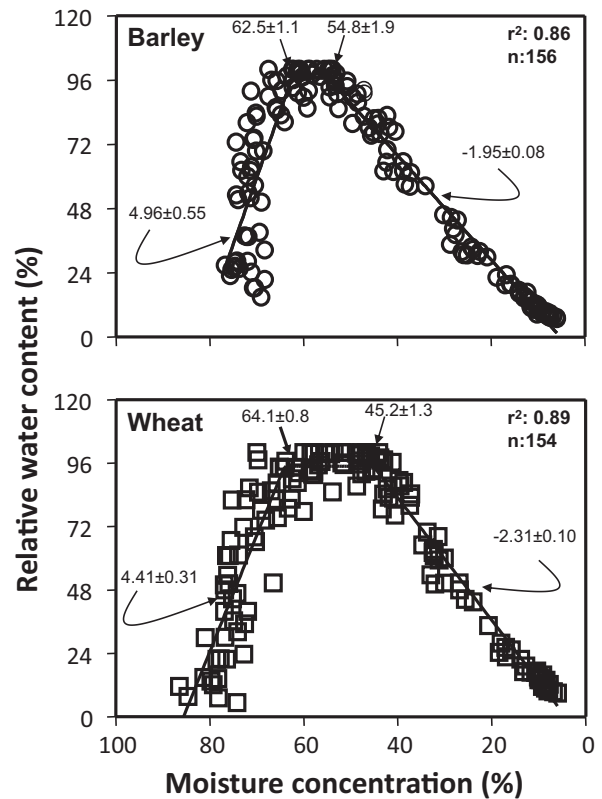 62.5±1.1 54.8±1.9
Barley
r²: 0.86
n:156
120
96
72
48
24
0
-1.95±0.08
4.96±0.55
Relative water content (%)
Wheat
64.1±0.8 45.2±1.3
r²: 0.89
n:154
120
96
72
48
24
0
-2.31±0.10
4.41±0.31
100 80 60 40 20 0
Moisture concentration (%)